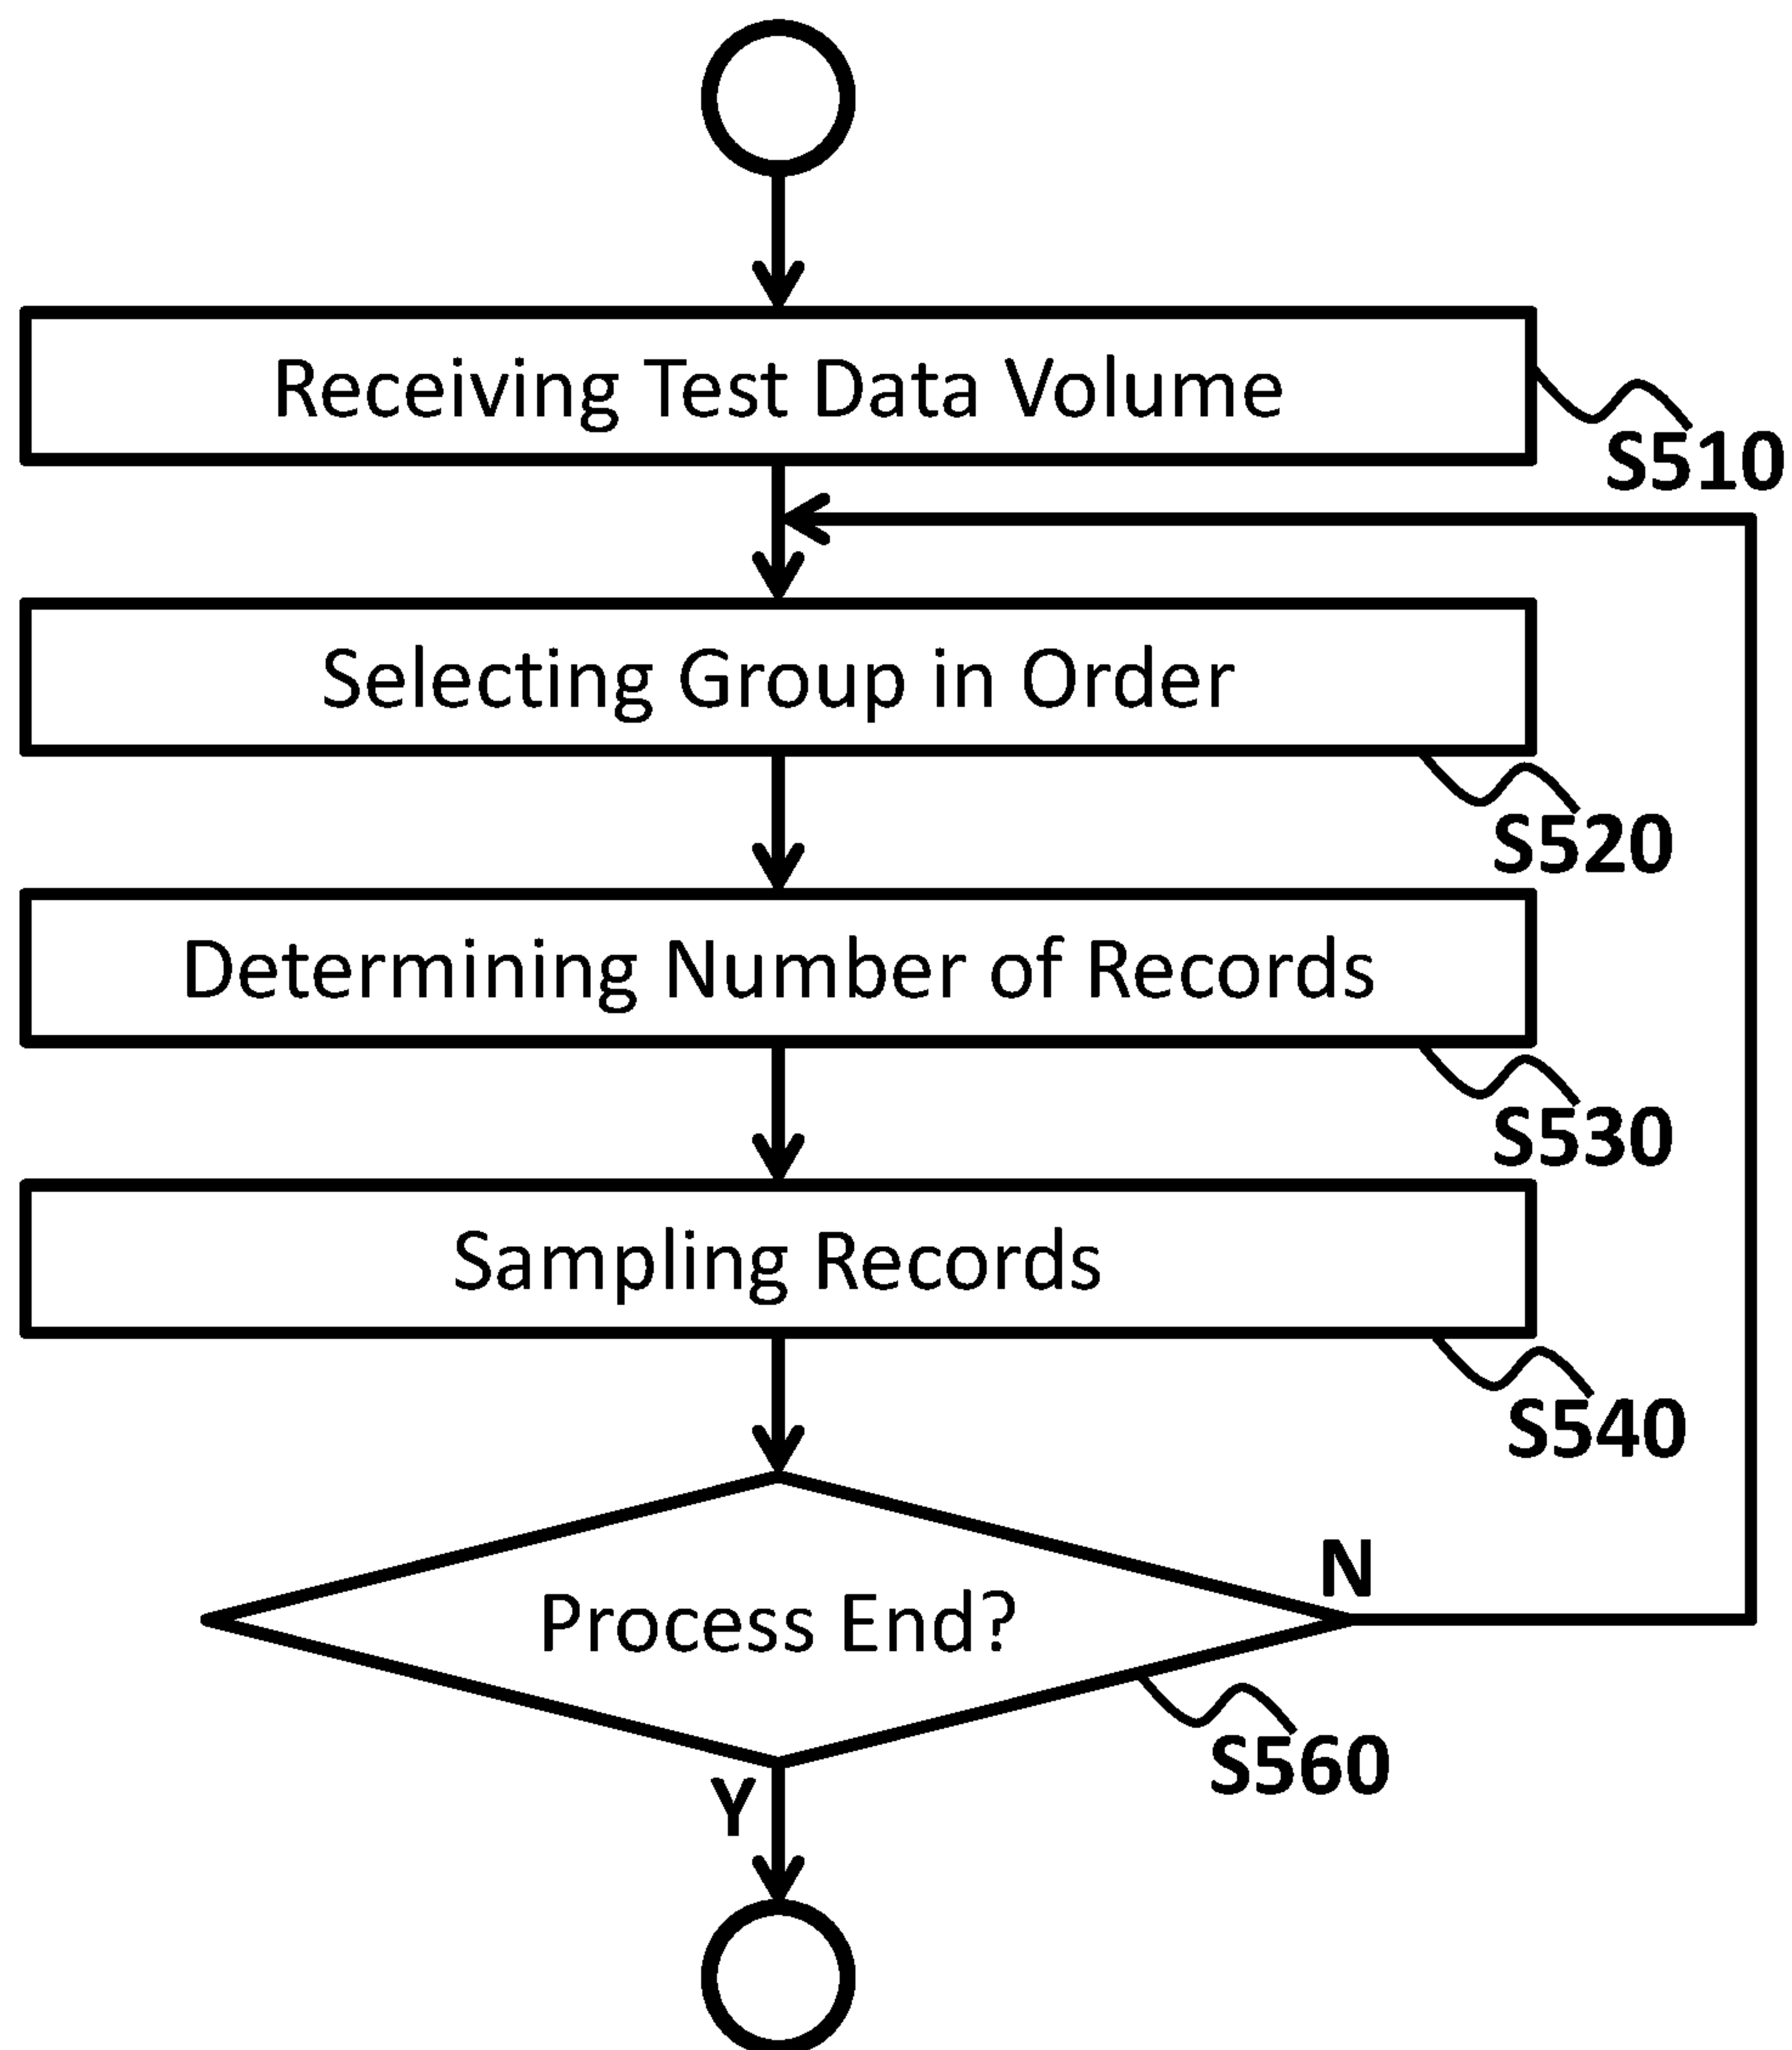 Receiving Test Data Volume
S510
Selecting Group in Order
S520
Determining Number of Records
S530
Sampling Records
S540
N
Process End?
S560
Y